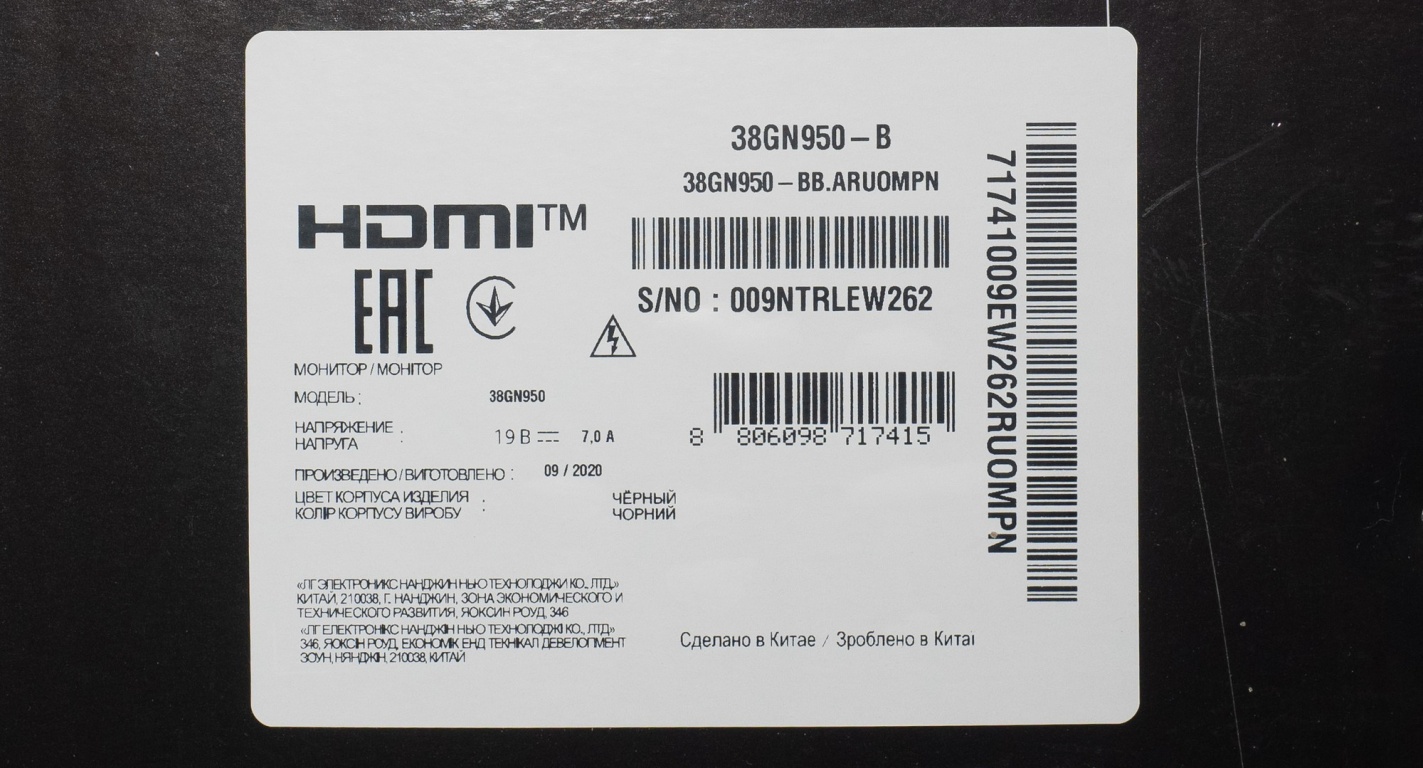 38GN950-B
38GN950-BB.ARUOMPN
HDMI™
S/NO : 009NTRLEW262
EAC
МОНИТОР / МОНІТОР
МОДЕЛЬ : 38GN950
НАПРЯЖЕНИЕ :
НАПРУГА
19 В 7,0 А
8 806098 717415
ПРОИЗВЕДЕНО / ВИГОТОВЛЕНО : 09 / 2020
ЦВЕТ КОРПУСА ИЗДЕЛИЯ : ЧЁРНЫЙ
КОЛІР КОРПУСУ ВИРОБУ : ЧОРНИЙ
«ЛГ ЭЛЕКТРОНИКС НАНДЖИН НЬЮ ТЕХНОЛОДЖИ КО., ЛТД.»
КИТАЙ, 210038, Г. НАНДЖИН, ЗОНА ЭКОНОМИЧЕСКОГО И
ТЕХНИЧЕСКОГО РАЗВИТИЯ, ЯОКСИН РОУД, 346
«ЛГ ЕЛЕКТРОНІКС НАНДЖІН НЬЮ ТЕХНОЛОДЖІ КО., ЛТД»
346, ЯОКСІН РОУД, ЕКОНОМІК ЕНД ТЕКНІКАЛ ДЕВЕЛОПМЕНТ
ЗОУН, НЯНДЖІН, 210038, КИТАЙ
Сделано в Китае / Зроблено в Китаї
71741009EW262RUOMPN